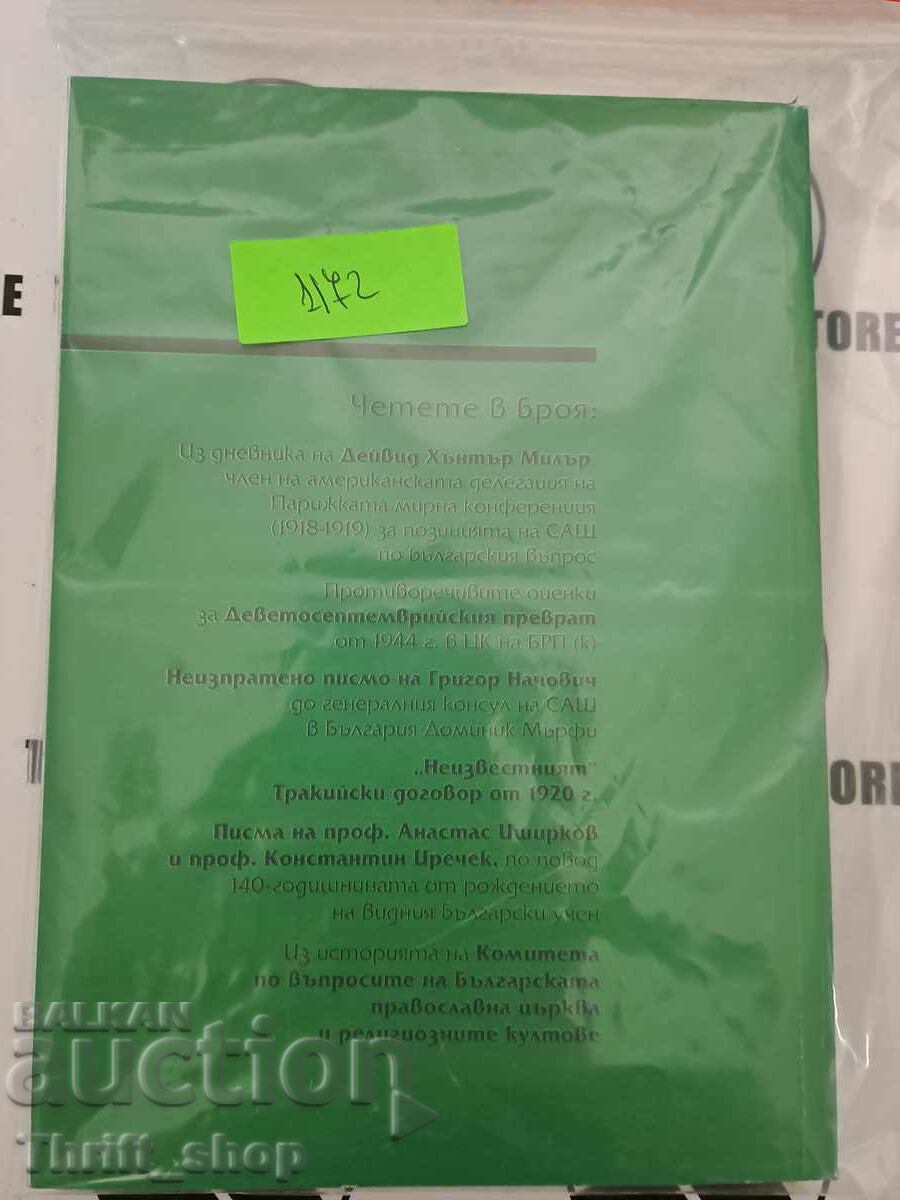 1172
E
TORE
Четете в броя:
Из дневника на Дейвид Хънтър Милър,
член на американската делегация на
Парижката мирна конференция
(1918-1919) за позицията на САЩ
по българския въпрос
Противоречивите оценки
за Деветосептемврийския преврат
от 1944 г. в ЦК на БРП (к)
Неизпратено писмо на Григор Начович
до генералния консул на САЩ
в България Доминик Мърфи
„Неизвестният“
Тракийски договор от 1920 г.
ORE
Писма на проф. Анастас Иширков
и проф. Константин Иречек, по повод
140-годишнината от рождението
на видния български учен
Из историята на Комитета
по въпросите на Българската
православна църква
и религиозните култове
BALKAN
auction
Thrift_shop